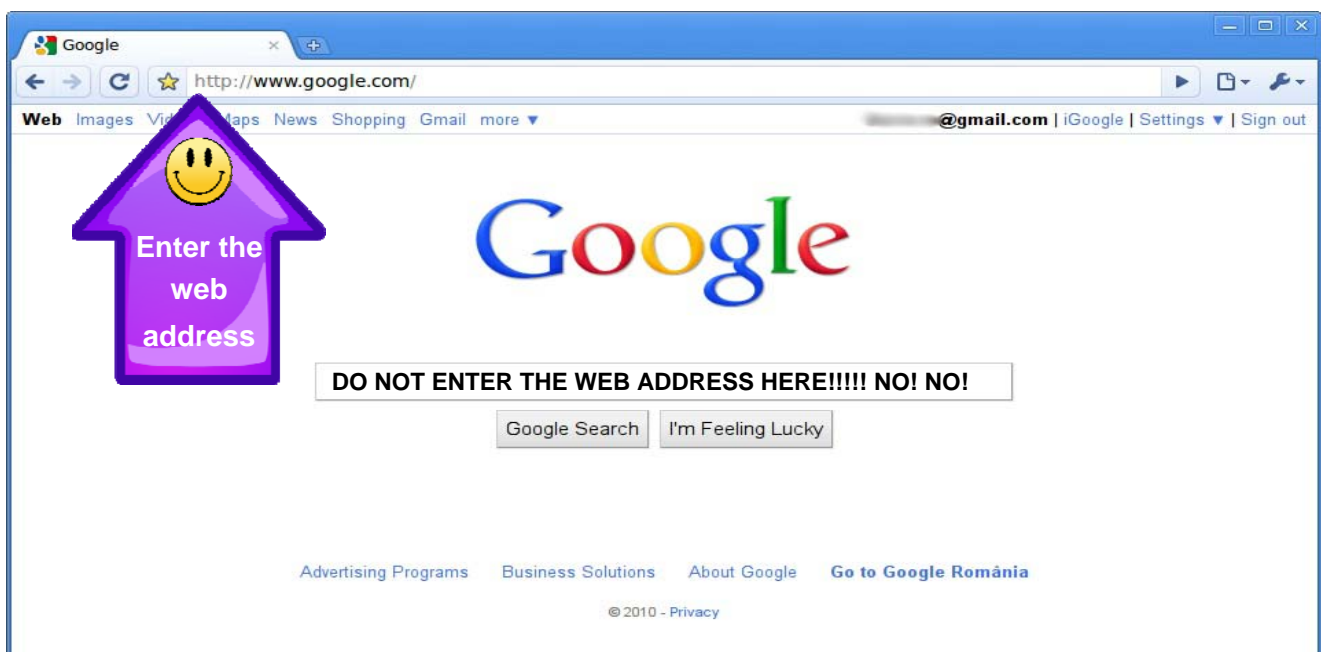 Google
http://www.google.com/
Web Images Maps News Shopping Gmail more ▼ @gmail.com | iGoogle | Settings ▼ | Sign out
Google
Enter the
web
address
DO NOT ENTER THE WEB ADDRESS HERE!!!!! NO! NO!
Google Search I'm Feeling Lucky
Advertising Programs Business Solutions About Google Go to Google România
© 2010 - Privacy